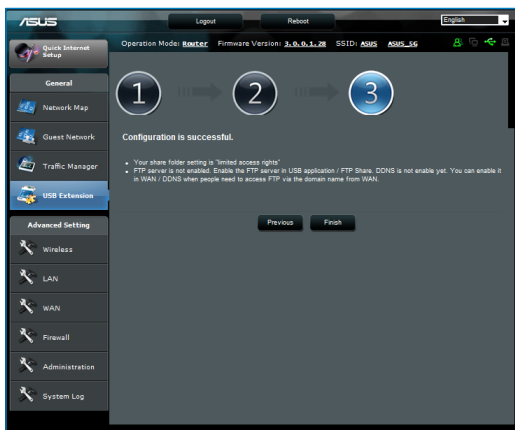 ASUS
Logout
Reboot
English
Quick Internet
Setup
Operation Mode: Router Firmware Version: 3.0.0.1.28 SSID: ASUS ASUS_5G
General
Network Map
Guest Network
Traffic Manager
USB Extension
Advanced Setting
Wireless
LAN
WAN
Firewall
Administration
System Log
1
2
3
Configuration is successful.
• Your share folder setting is "limited access rights"
• FTP server is not enabled. Enable the FTP server in USB application / FTP Share. DDNS is not enable yet. You can enable it
in WAN / DDNS when people need to access FTP via the domain name from WAN.
Previous
Finish